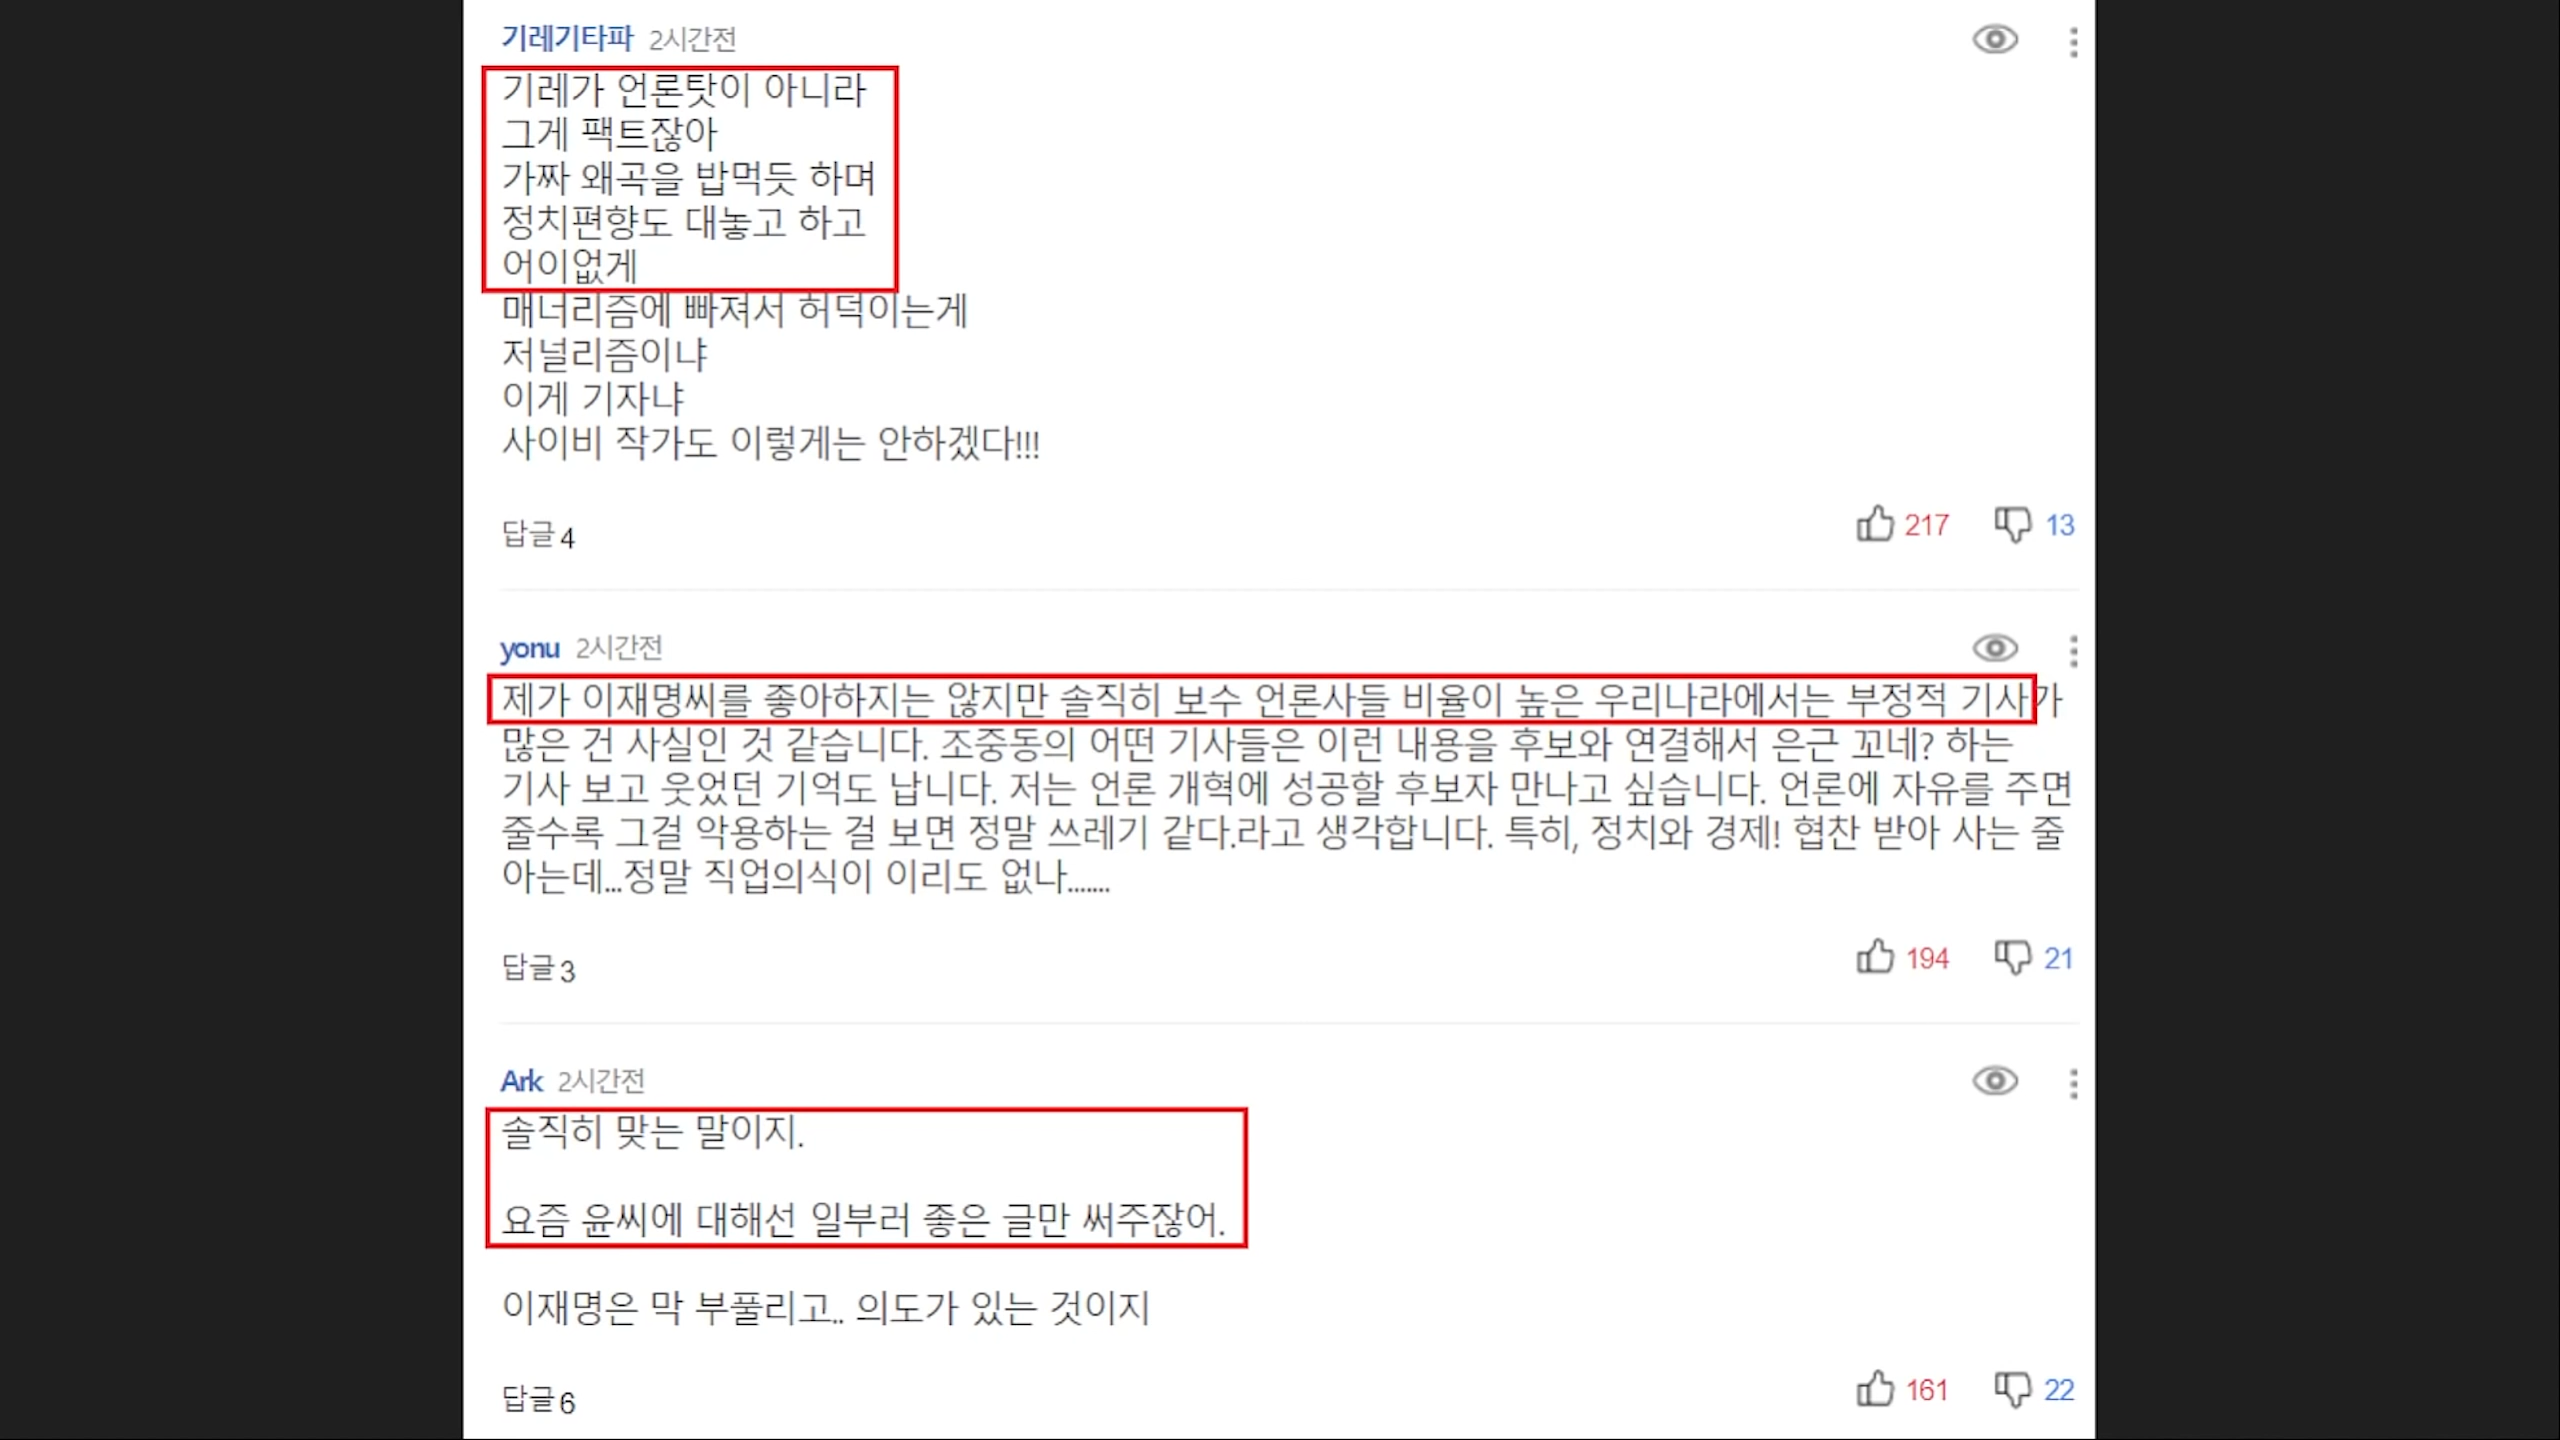 기레기타파 2시간전
기레가 언론탓이 아니라
그게 팩트잖아
가짜 왜곡을 밥먹듯 하며
정치편향도 대놓고 하고
어이없게
매너리즘에 빠져서 허덕이는게
저널리즘이냐
이게 기자냐
사이비 작가도 이렇게는 안하겠다!!!
답글 4 217 13
yonu 2시간전
제가 이재명씨를 좋아하지는 않지만 솔직히 보수 언론사들 비율이 높은 우리나라에서는 부정적 기사가
많은 건 사실인 것 같습니다. 조중동의 어떤 기사들은 이런 내용을 후보와 연결해서 은근 꼬네? 하는
기사 보고 웃었던 기억도 납니다. 저는 언론 개혁에 성공할 후보자 만나고 싶습니다. 언론에 자유를 주면
줄수록 그걸 악용하는 걸 보면 정말 쓰레기 같다.라고 생각합니다. 특히, 정치와 경제! 협찬 받아 사는 줄
아는데...정말 직업의식이 이리도 없나.......
답글 3 194 21
Ark 2시간전
솔직히 맞는 말이지.
요즘 윤씨에 대해선 일부러 좋은 글만 써주잖어.
이재명은 막 부풀리고.. 의도가 있는 것이지
답글 6 161 22